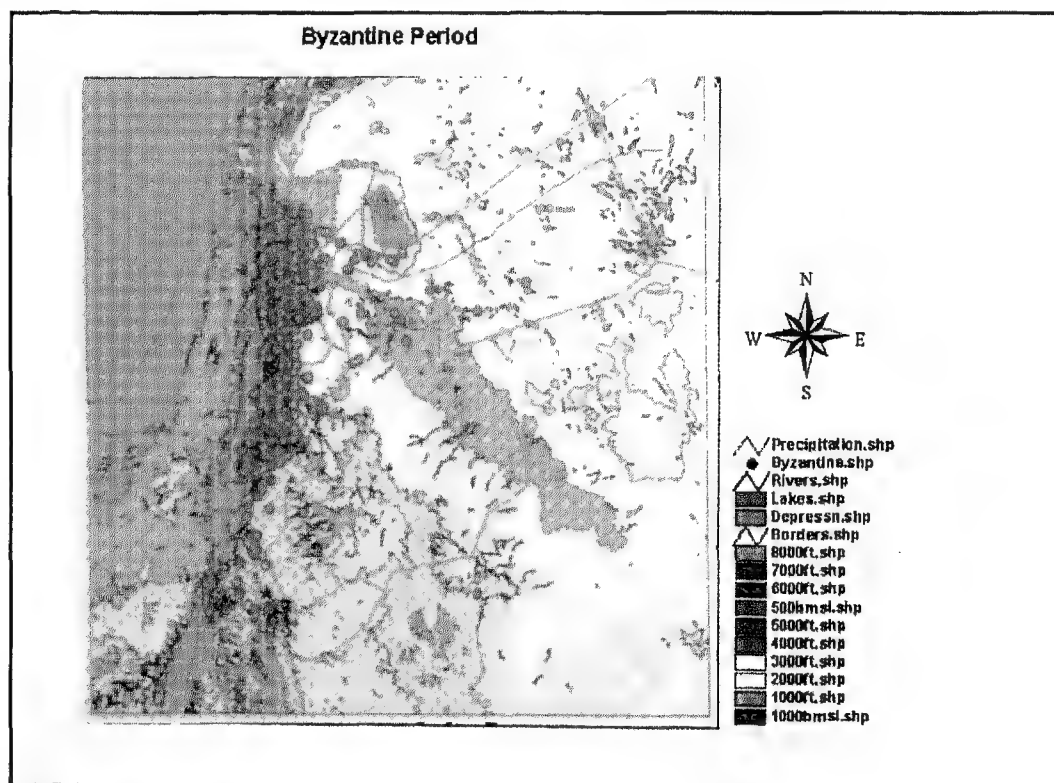 Byzantine Period
N
W E
S
Precipitation.shp
Byzantine.shp
Rivers.shp
Lakes.shp
Depressn.shp
Borders.shp
8000ft.shp
7000ft.shp
6000ft.shp
500bmsl.shp
5000ft.shp
4000ft.shp
3000ft.shp
2000ft.shp
1000ft.shp
1000bmsl.shp